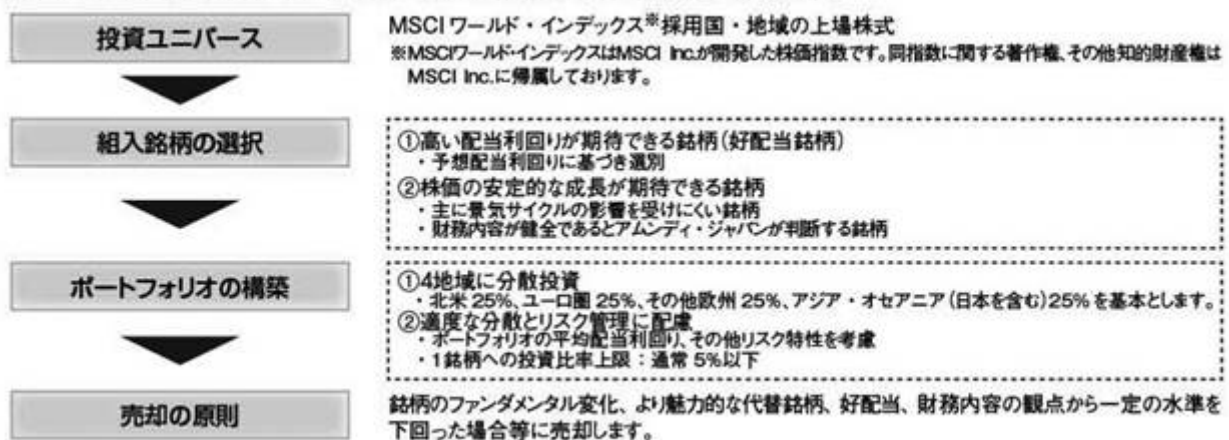 投資ユニバース
MSCIワールド・インデックス※採用国・地域の上場株式
※MSCIワールド・インデックスはMSCI Inc.が開発した株価指数です。同指数に関する著作権、その他知的財産権は
MSCI Inc.に帰属しております。
組入銘柄の選択
①高い配当利回りが期待できる銘柄(好配当銘柄)
・予想配当利回りに基づき選別
②株価の安定的な成長が期待できる銘柄
・主に景気サイクルの影響を受けにくい銘柄
・財務内容が健全であるとアムンディ・ジャパンが判断する銘柄
ポートフォリオの構築
①4地域に分散投資
・北米 25%、ユーロ圏 25%、その他欧州 25%、アジア・オセアニア(日本を含む)25%を基本とします。
②適度な分散とリスク管理に配慮
・ポートフォリオの平均配当利回り、その他リスク特性を考慮
・1銘柄への投資比率上限:通常 5%以下
売却の原則
銘柄のファンダメンタル変化、より魅力的な代替銘柄、好配当、財務内容の観点から一定の水準を
下回った場合等に売却します。